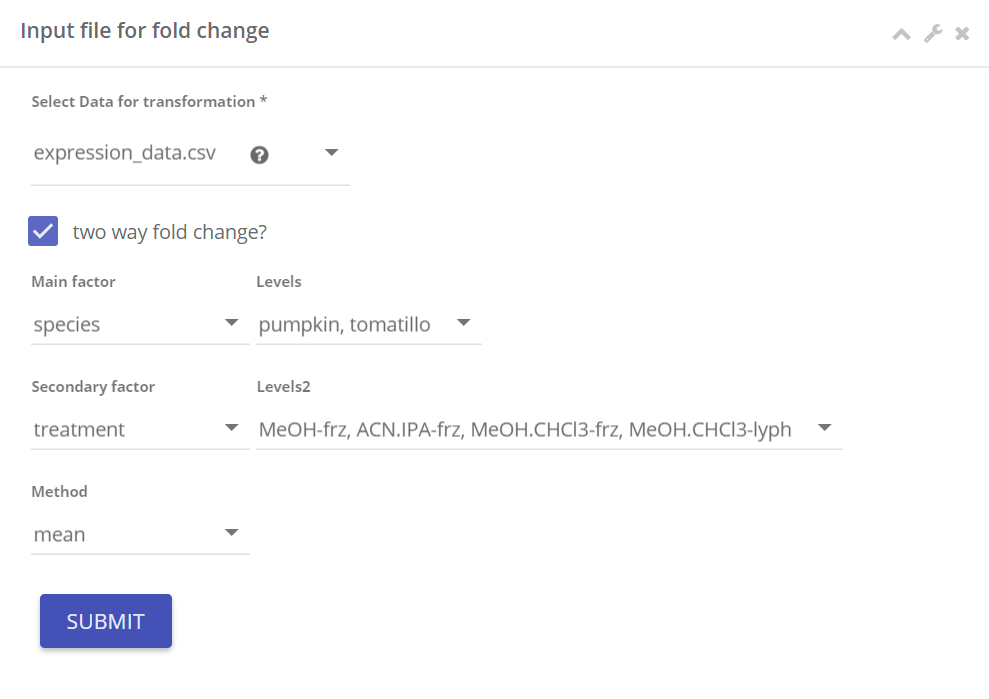 Input file for fold change
Select Data for transformation *
expression_data.csv ?
two way fold change?
Main factor Levels
species pumpkin, tomatillo
Secondary factor Levels2
treatment MeOH-frz, ACN.IPA-frz, MeOH.CHCl3-frz, MeOH.CHCl3-lyph
Method
mean
SUBMIT